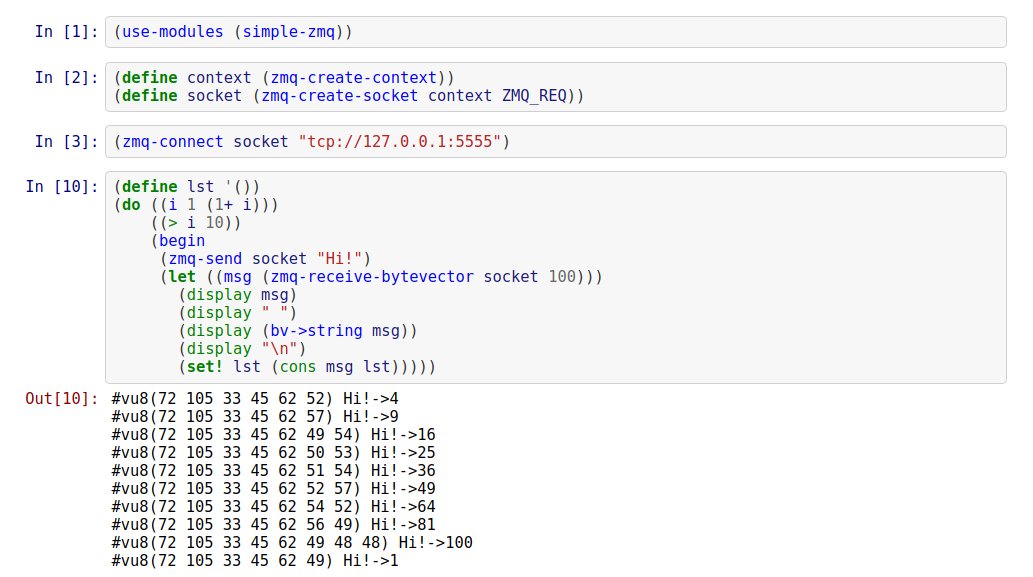 In [1]: (use-modules (simple-zmq))
In [2]: (define context (zmq-create-context))
(define socket (zmq-create-socket context ZMQ_REQ))
In [3]: (zmq-connect socket "tcp://127.0.0.1:5555")
In [10]: (define lst '())
(do ((i 1 (1+ i)))
    ((> i 10))
    (begin
     (zmq-send socket "Hi!")
     (let ((msg (zmq-receive-bytevector socket 100)))
       (display msg)
       (display " ")
       (display (bv->string msg))
       (display "\n")
       (set! lst (cons msg lst)))))
Out[10]: #vu8(72 105 33 45 62 52) Hi!->4
#vu8(72 105 33 45 62 57) Hi!->9
#vu8(72 105 33 45 62 49 54) Hi!->16
#vu8(72 105 33 45 62 50 53) Hi!->25
#vu8(72 105 33 45 62 51 54) Hi!->36
#vu8(72 105 33 45 62 52 57) Hi!->49
#vu8(72 105 33 45 62 54 52) Hi!->64
#vu8(72 105 33 45 62 56 49) Hi!->81
#vu8(72 105 33 45 62 49 48 48) Hi!->100
#vu8(72 105 33 45 62 49) Hi!->1